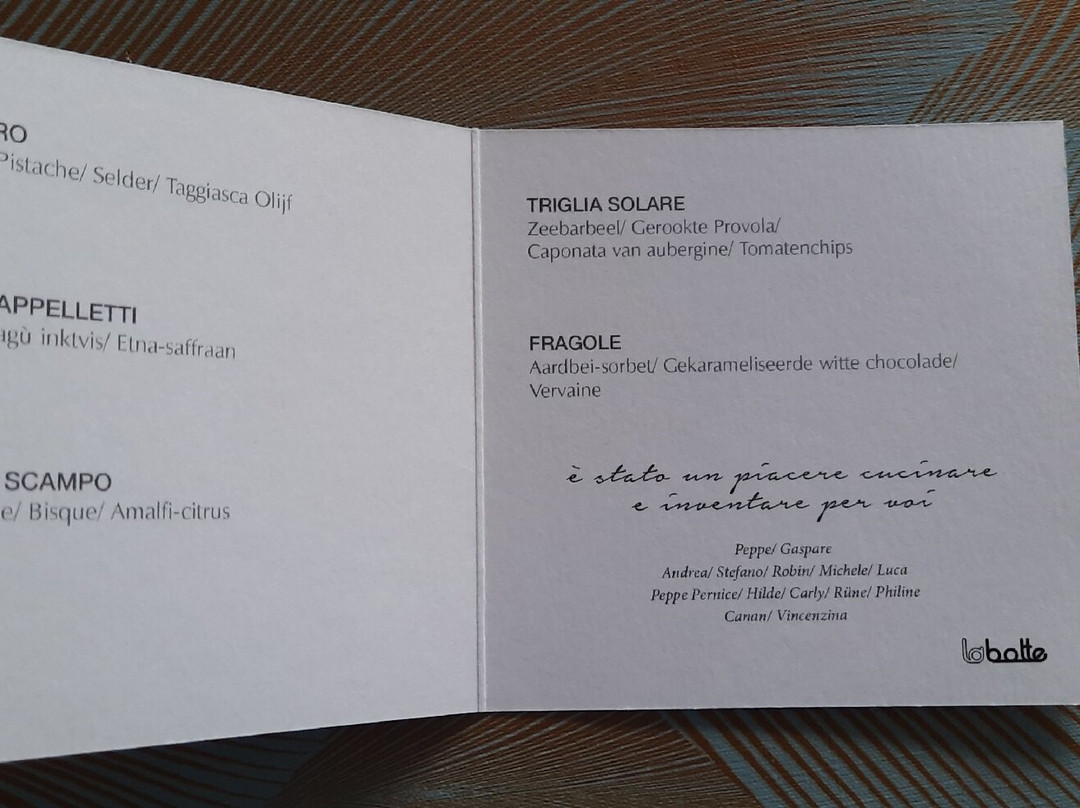 RO
Pistache/ Selder/ Taggiasca Olijf
APPELLETTI
agù inktvis/ Etna-saffraan
SCAMPO
e/ Bisque/ Amalfi-citrus
TRIGLIA SOLARE
Zeebarbeel/ Gerookte Provola/
Caponata van aubergine/ Tomatenchips
FRAGOLE
Aardbei-sorbet/ Gekarameliseerde witte chocolade/
Vervaine
è stato un piacere cucinare
e inventare per voi
Peppe/ Gaspare
Andrea/ Stefano/ Robin/ Michele/ Luca
Peppe Pernice/ Hilde/ Carly/ Rüne/ Philine
Canan/ Vincenzina
labotte